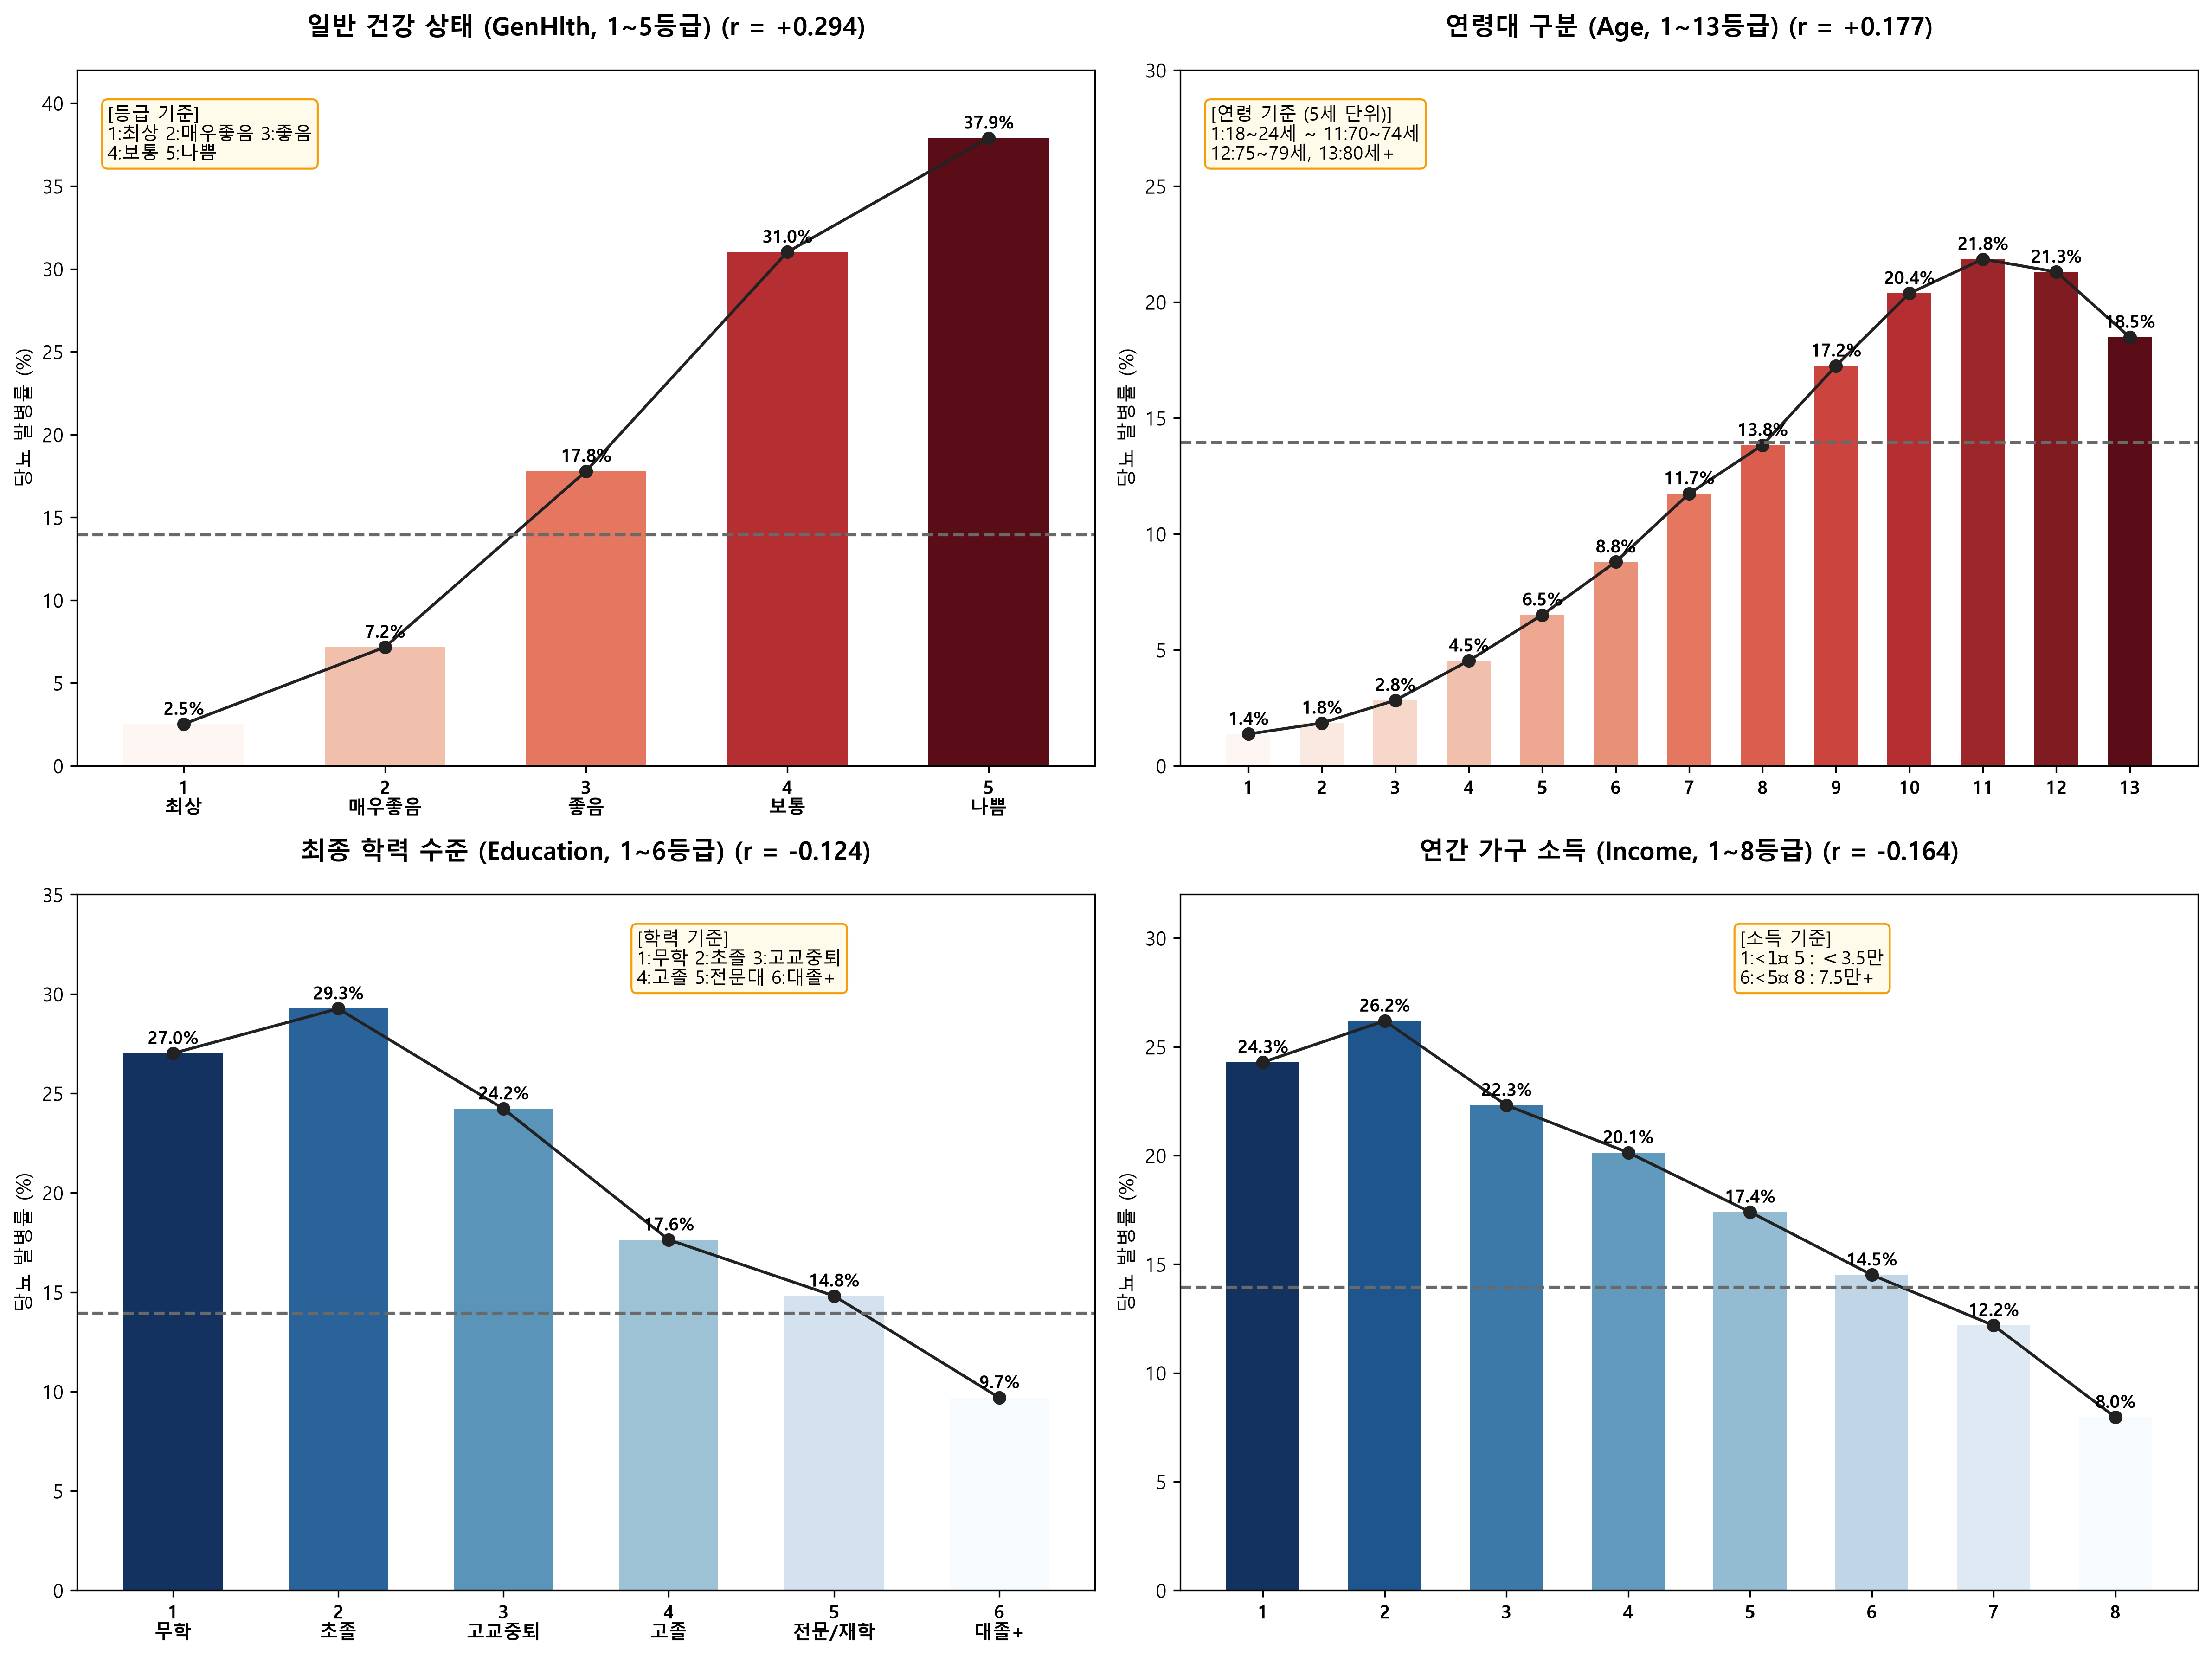 일반 건강 상태 (GenHlth, 1~5등급) (r = +0.294)
당뇨 발병률 (%)
40
35
30
25
20
15
10
5
0
[등급 기준]
1:최상 2:매우좋음 3:좋음
4:보통 5:나쁨
2.5%
7.2%
17.8%
31.0%
37.9%
1
최상
2
매우좋음
3
좋음
4
보통
5
나쁨
연령대 구분 (Age, 1~13등급) (r = +0.177)
당뇨 발병률 (%)
30
25
20
15
10
5
0
[연령 기준 (5세 단위)]
1:18~24세 ~ 11:70~74세
12:75~79세, 13:80세+
1.4%
1.8%
2.8%
4.5%
6.5%
8.8%
11.7%
13.8%
17.2%
20.4%
21.8%
21.3%
18.5%
1 2 3 4 5 6 7 8 9 10 11 12 13
최종 학력 수준 (Education, 1~6등급) (r = -0.124)
당뇨 발병률 (%)
35
30
25
20
15
10
5
0
[학력 기준]
1:무학 2:초졸 3:고교중퇴
4:고졸 5:전문대 6:대졸+
27.0%
29.3%
24.2%
17.6%
14.8%
9.7%
1
무학
2
초졸
3
고교중퇴
4
고졸
5
전문/재학
6
대졸+
연간 가구 소득 (Income, 1~8등급) (r = -0.164)
당뇨 발병률 (%)
30
25
20
15
10
5
0
[소득 기준]
1:<1¤ 5 : < 3.5만
6:<5¤ 8 : 7.5만+
24.3%
26.2%
22.3%
20.1%
17.4%
14.5%
12.2%
8.0%
1 2 3 4 5 6 7 8